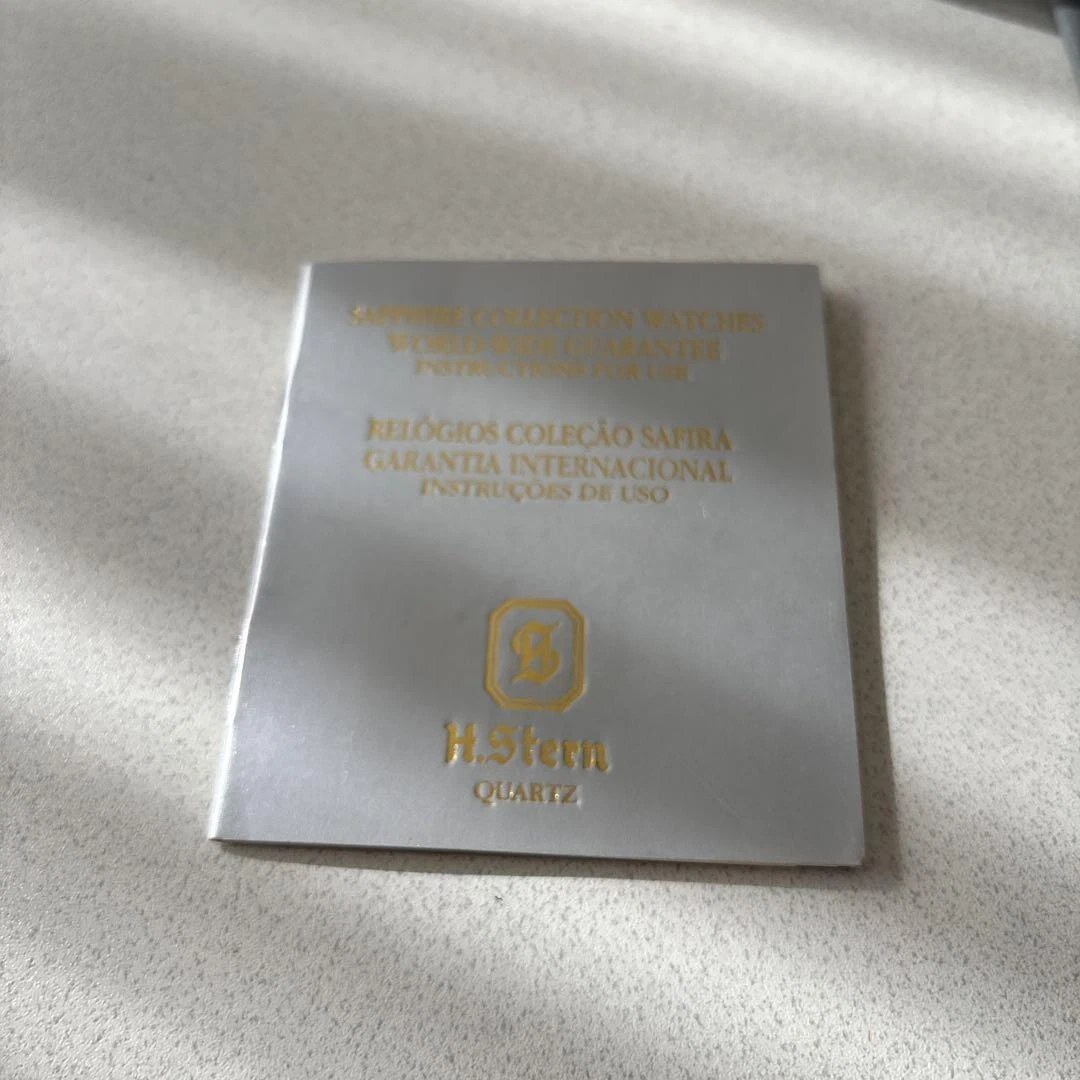 SAPPHIRE COLLECTION WATCHES
WORLD WIDE GUARANTEE
INSTRUCTIONS FOR USE
RELÓGIOS COLEÇÃO SAFIRA
GARANTIA INTERNACIONAL
INSTRUÇÕES DE USO
S
H.Stern
QUARTZ